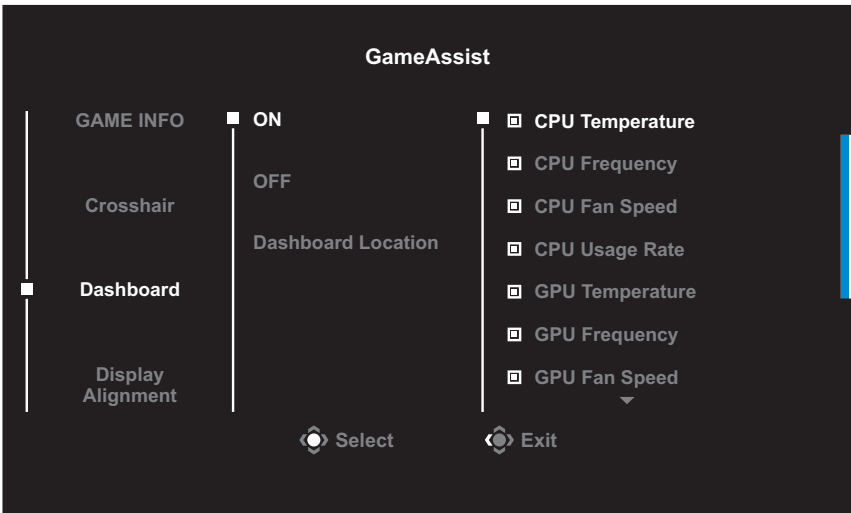 GameAssist
GAME INFO
Crosshair
Dashboard
Display
Alignment
ON
OFF
Dashboard Location
CPU Temperature
CPU Frequency
CPU Fan Speed
CPU Usage Rate
GPU Temperature
GPU Frequency
GPU Fan Speed
Select
Exit